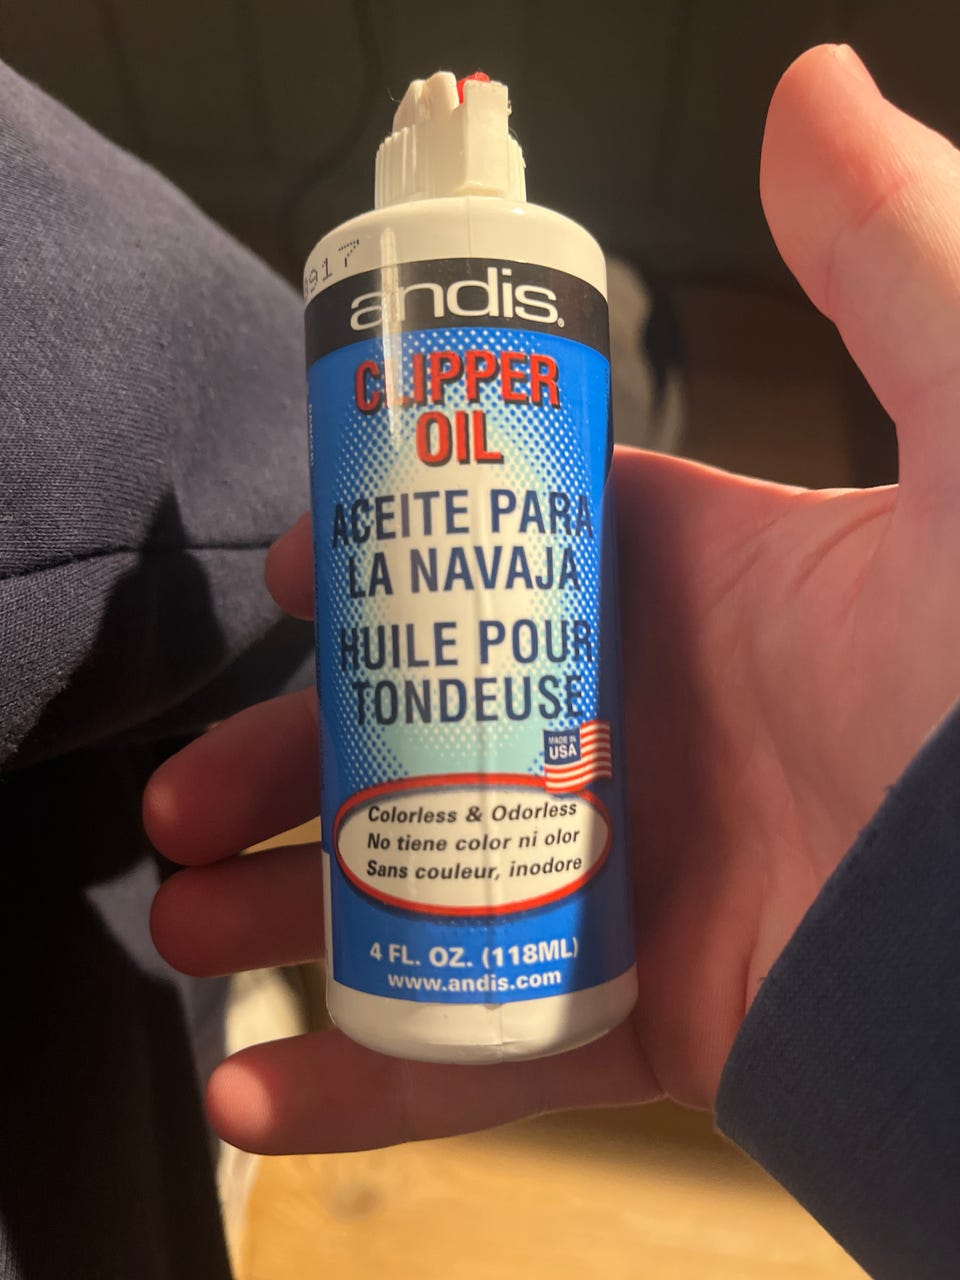 917
andis.
CLIPPER
OIL
ACEITE PARA
LA NAVAJA
HUILE POUR
TONDEUSE
MADE IN
USA
Colorless & Odorless
No tiene color ni olor
Sans couleur, inodore
4 FL. OZ. (118ML)
www.andis.com